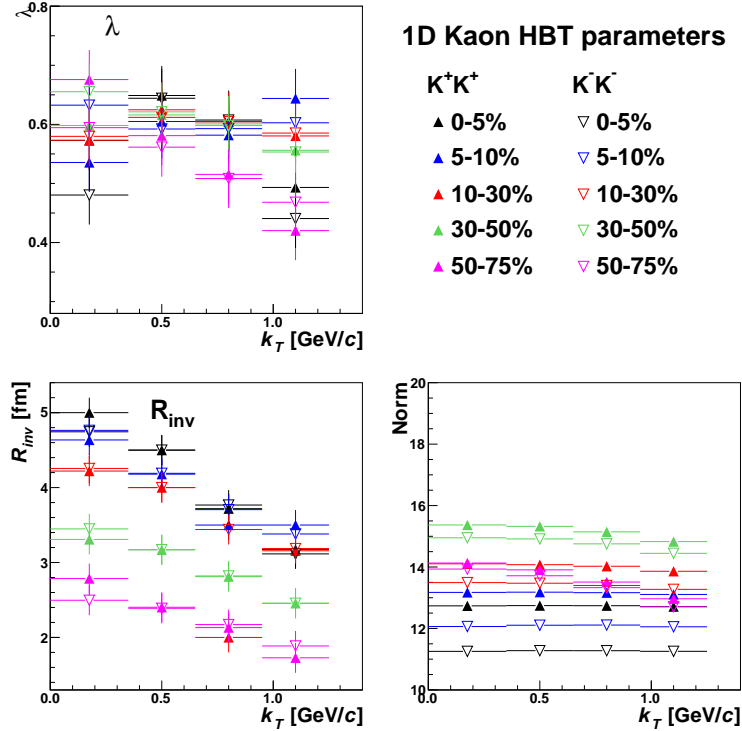 λ
λ
0.8
0.6
0.4
0.0
0.5
1.0
k_T [GeV/c]
1D Kaon HBT parameters
K⁺K⁺ K⁻K⁻
0-5% 0-5%
5-10% 5-10%
10-30% 10-30%
30-50% 30-50%
50-75% 50-75%
R_inv [fm]
R_inv
5
4
3
2
0.0
0.5
1.0
k_T [GeV/c]
Norm
20
18
16
14
12
10
0.0
0.5
1.0
k_T [GeV/c]